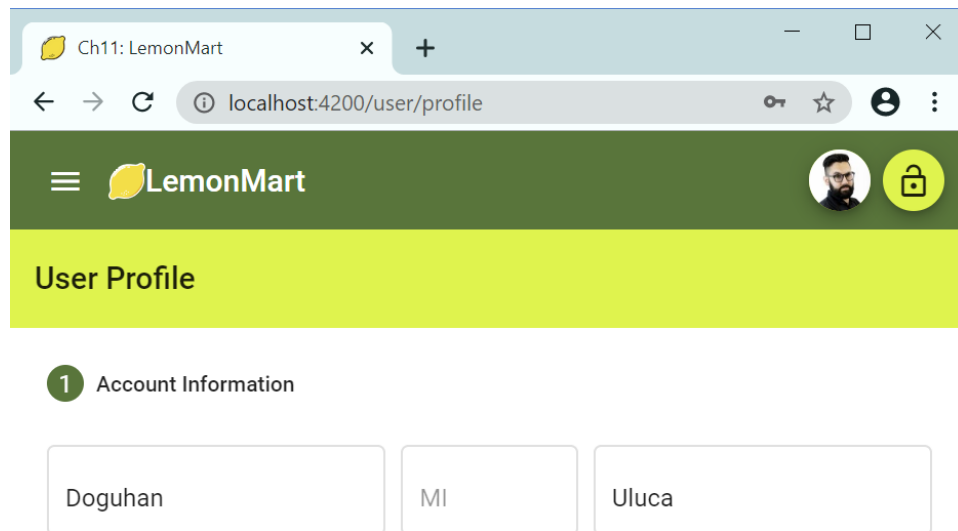 Ch11: LemonMart
localhost:4200/user/profile
LemonMart
User Profile
1 Account Information
Doguhan MI Uluca